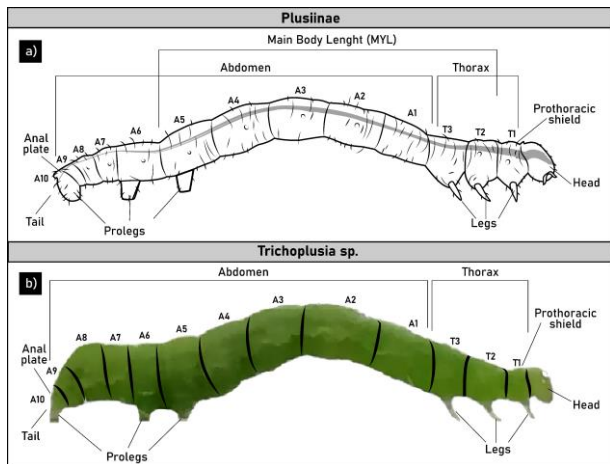 Plusiinae
a)
Main Body Lenght (MYL)
Abdomen
Thorax
A3
A4
A2
A5
A1
A6
A7
A8
A9
A10
T3
T2
T1
Prothoracic
shield
Anal
plate
Tail
Prolegs
Legs
Head
Trichoplusia sp.
b)
Abdomen
Thorax
A3
A2
A4
A5
A1
A8
A7
A6
A9
A10
T3
T2
T1
Prothoracic
shield
Anal
plate
Tail
Prolegs
Legs
Head